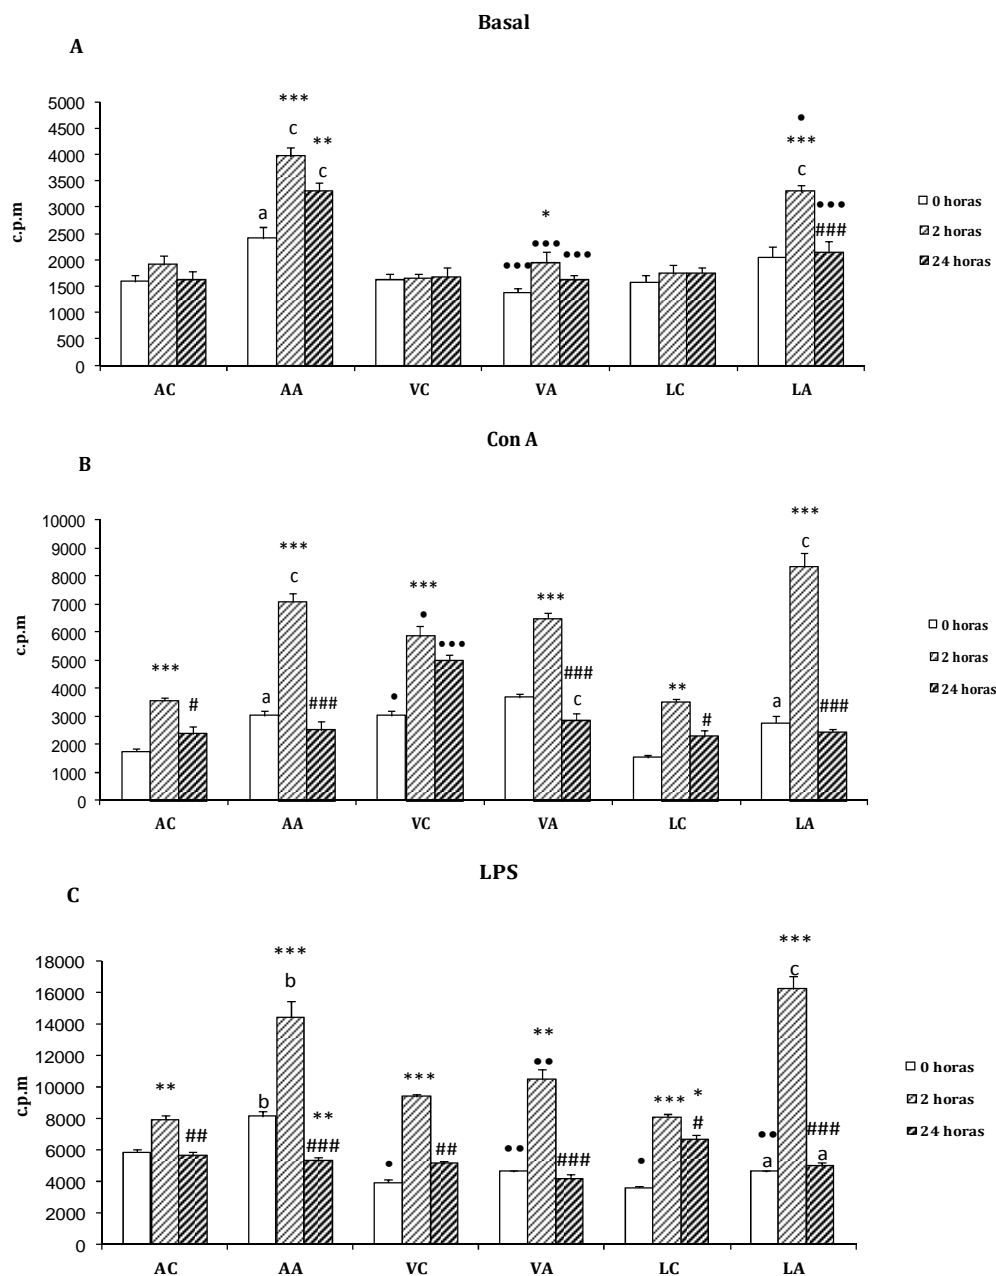 Basal
A
c.p.m
5000
4500
4000
3500
3000
2500
2000
1500
1000
500
0
a
***
c
**
c
●●●
*
●●●
●●●
●
***
c
●●●
###
AC AA VC VA LC LA
0 horas
2 horas
24 horas
Con A
B
c.p.m
10000
9000
8000
7000
6000
5000
4000
3000
2000
1000
0
***
#
a
***
c
###
●
***
●
●●●
***
###
c
**
#
a
***
c
###
AC AA VC VA LC LA
0 horas
2 horas
24 horas
LPS
C
c.p.m
18000
16000
14000
12000
10000
8000
6000
4000
2000
0
**
##
b
***
b
**
###
●
***
##
●●
**
●●
###
●
***
*
#
●●
a
***
c
###
a
AC AA VC VA LC LA
0 horas
2 horas
24 horas